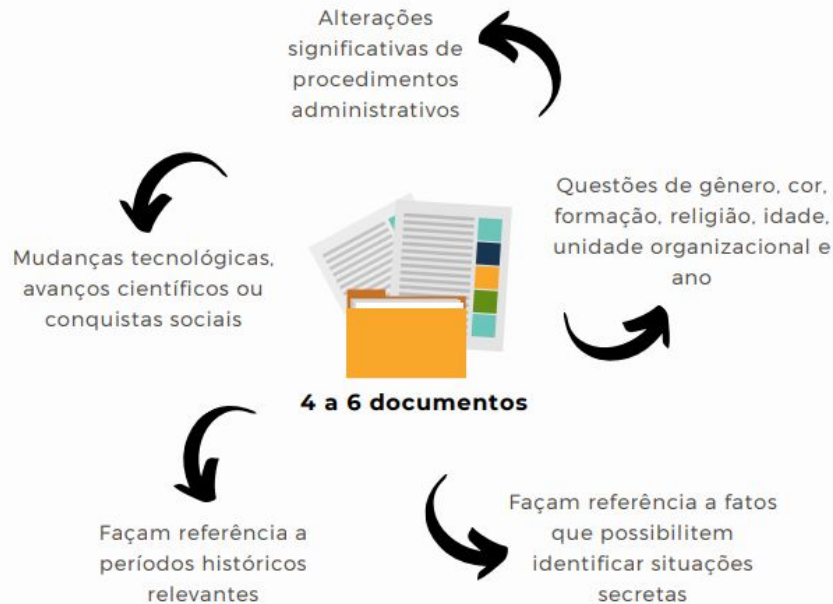 Alterações
significativas de
procedimentos
administrativos
Questões de gênero, cor,
formação, religião, idade,
unidade organizacional e
ano
Mudanças tecnológicas,
avanços científicos ou
conquistas sociais
4 a 6 documentos
Façam referência a
períodos históricos
relevantes
Façam referência a fatos
que possibilitem
identificar situações
secretas